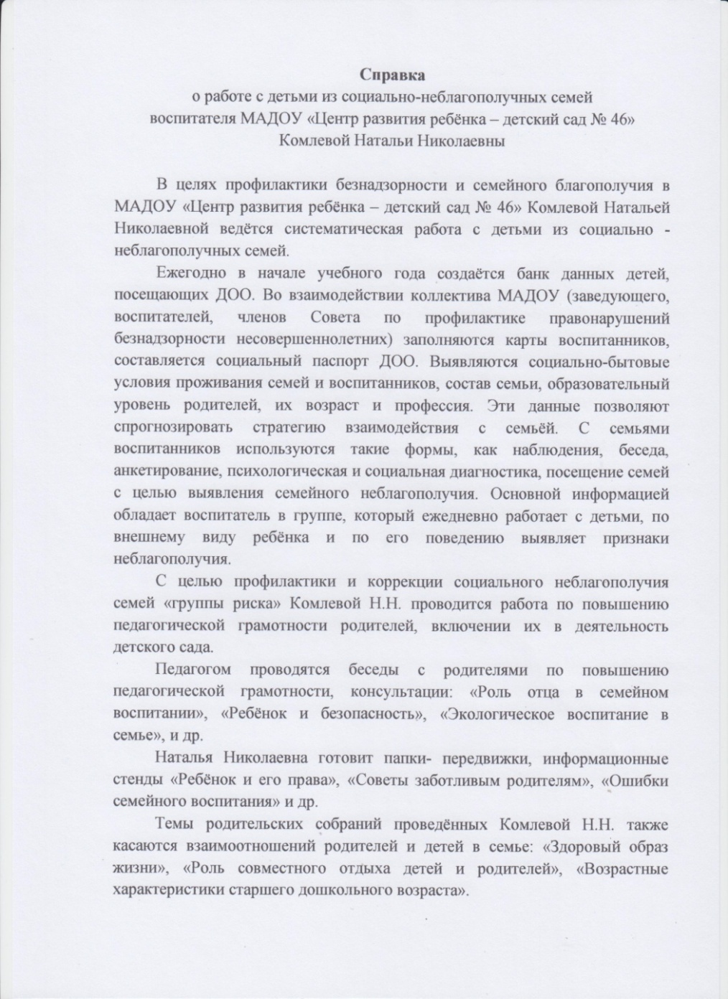 Справка
о работе с детьми из социально-неблагополучных семей
воспитателя МАДОУ «Центр развития ребёнка – детский сад № 46»
Комлевой Натальи Николаевны
В целях профилактики безнадзорности и семейного благополучия в
МАДОУ «Центр развития ребёнка – детский сад № 46» Комлевой Натальей
Николаевной ведётся систематическая работа с детьми из социально -
неблагополучных семей.
Ежегодно в начале учебного года создаётся банк данных детей,
посещающих ДОО. Во взаимодействии коллектива МАДОУ (заведующего,
воспитателей, членов Совета по профилактике правонарушений
безнадзорности несовершеннолетних) заполняются карты воспитанников,
составляется социальный паспорт ДОО. Выявляются социально-бытовые
условия проживания семей и воспитанников, состав семьи, образовательный
уровень родителей, их возраст и профессия. Эти данные позволяют
спрогнозировать стратегию взаимодействия с семьёй. С семьями
воспитанников используются такие формы, как наблюдения, беседа,
анкетирование, психологическая и социальная диагностика, посещение семей
с целью выявления семейного неблагополучия. Основной информацией
обладает воспитатель в группе, который ежедневно работает с детьми, по
внешнему виду ребёнка и по его поведению выявляет признаки
неблагополучия.
С целью профилактики и коррекции социального неблагополучия
семей «группы риска» Комлевой Н.Н. проводится работа по повышению
педагогической грамотности родителей, включении их в деятельность
детского сада.
Педагогом проводятся беседы с родителями по повышению
педагогической грамотности, консультации: «Роль отца в семейном
воспитании», «Ребёнок и безопасность», «Экологическое воспитание в
семье», и др.
Наталья Николаевна готовит папки- передвижки, информационные
стенды «Ребёнок и его права», «Советы заботливым родителям», «Ошибки
семейного воспитания» и др.
Темы родительских собраний проведённых Комлевой Н.Н. также
касаются взаимоотношений родителей и детей в семье: «Здоровый образ
жизни», «Роль совместного отдыха детей и родителей», «Возрастные
характеристики старшего дошкольного возраста».